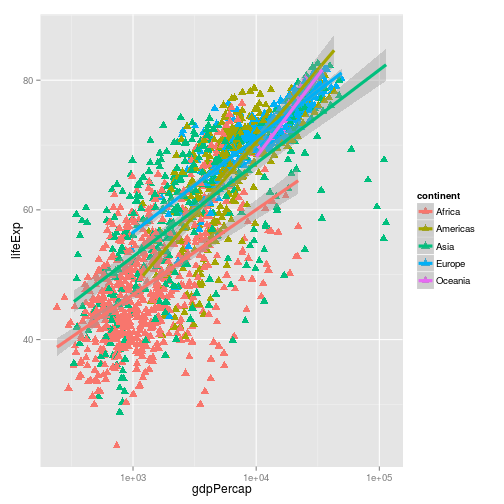 80
60
40
lifeExp
1e+03 1e+04 1e+05
gdpPercap
continent
Africa
Americas
Asia
Europe
Oceania